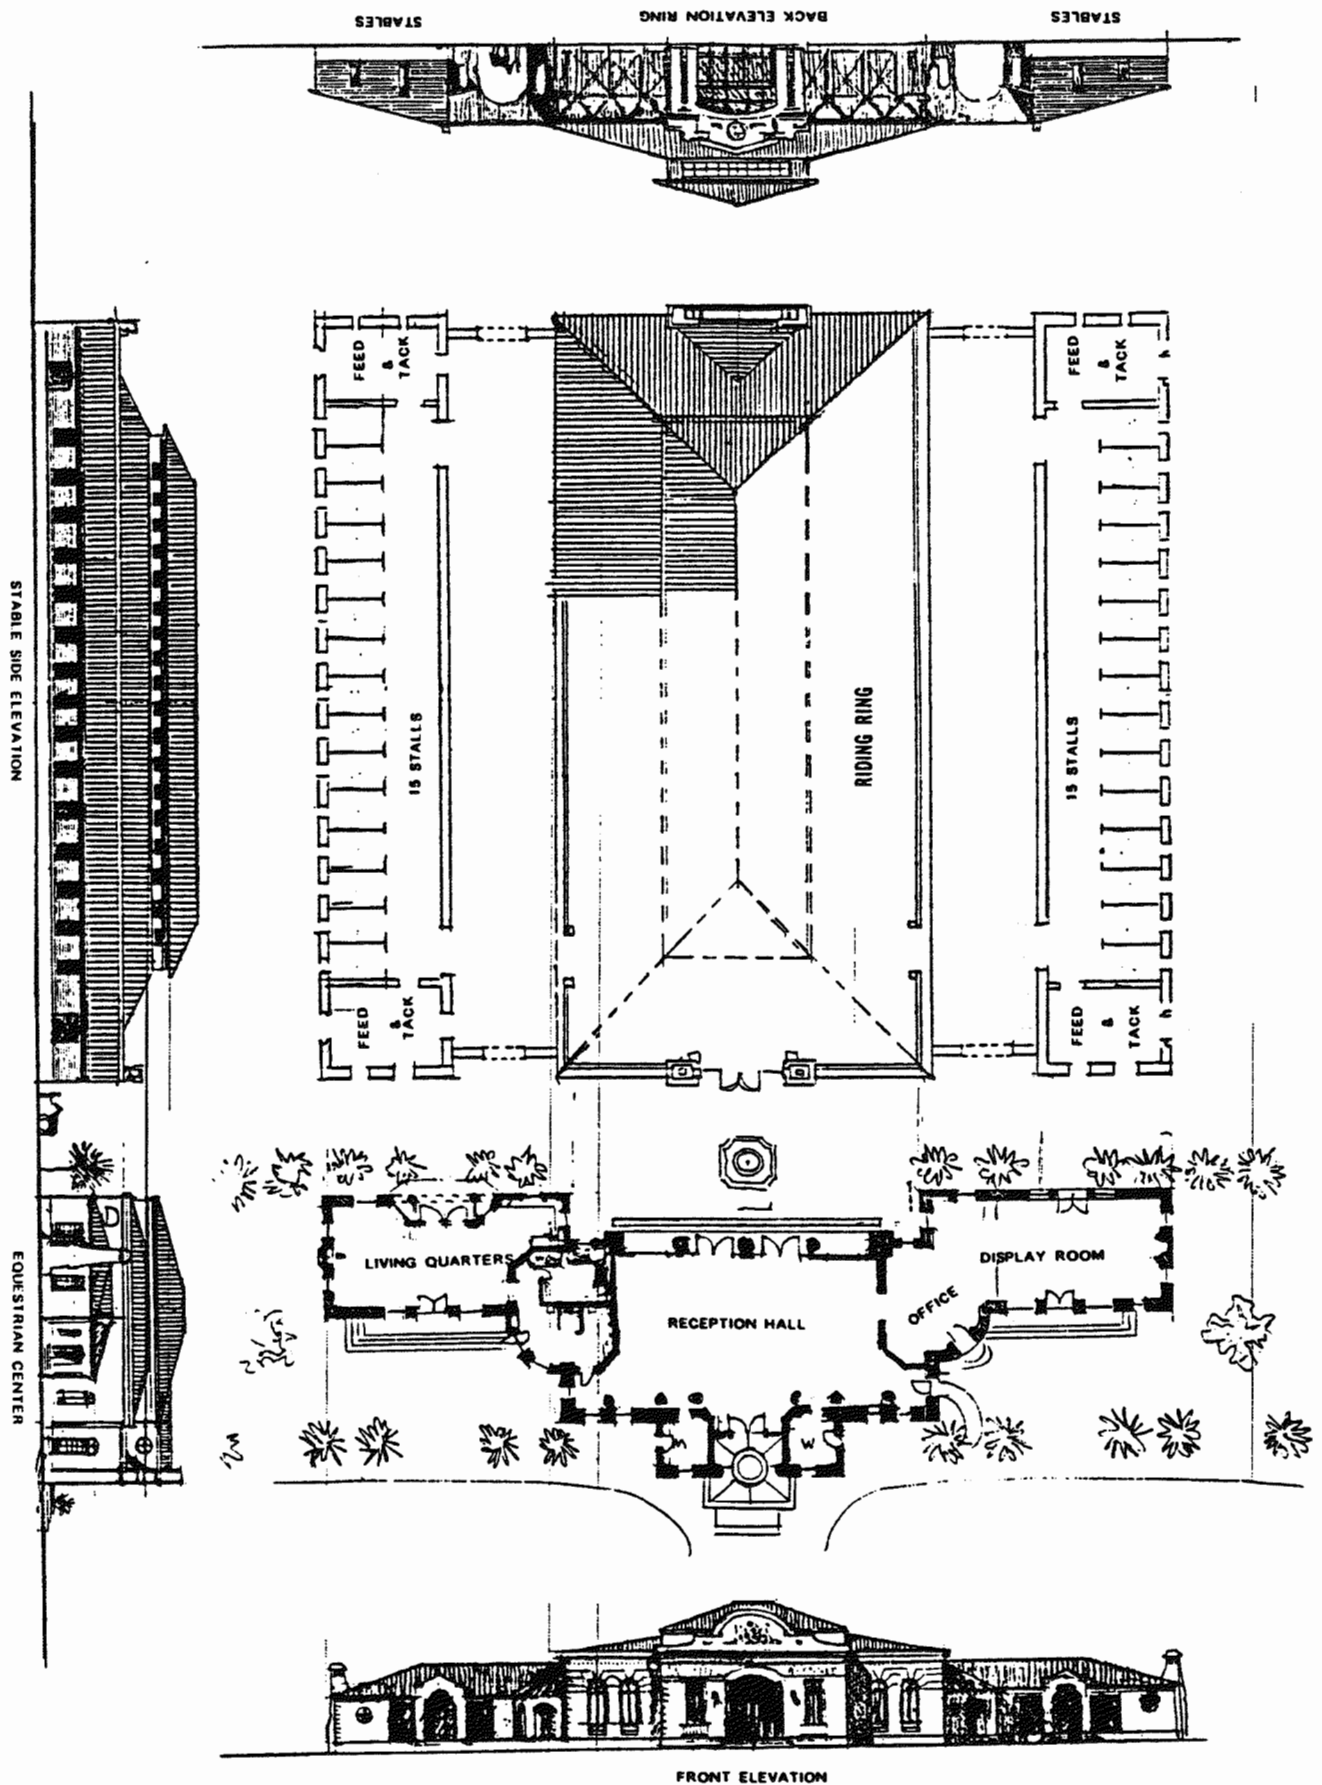 STABLES
BACK ELEVATION RING
STABLES
FEED
&
TACK
FEED
&
TACK
STABLE SIDE ELEVATION
15 STALLS
RIDING RING
15 STALLS
FEED
&
TACK
FEED
&
TACK
EQUESTRIAN CENTER
LIVING QUARTERS
RECEPTION HALL
OFFICE
DISPLAY ROOM
M
W
FRONT ELEVATION